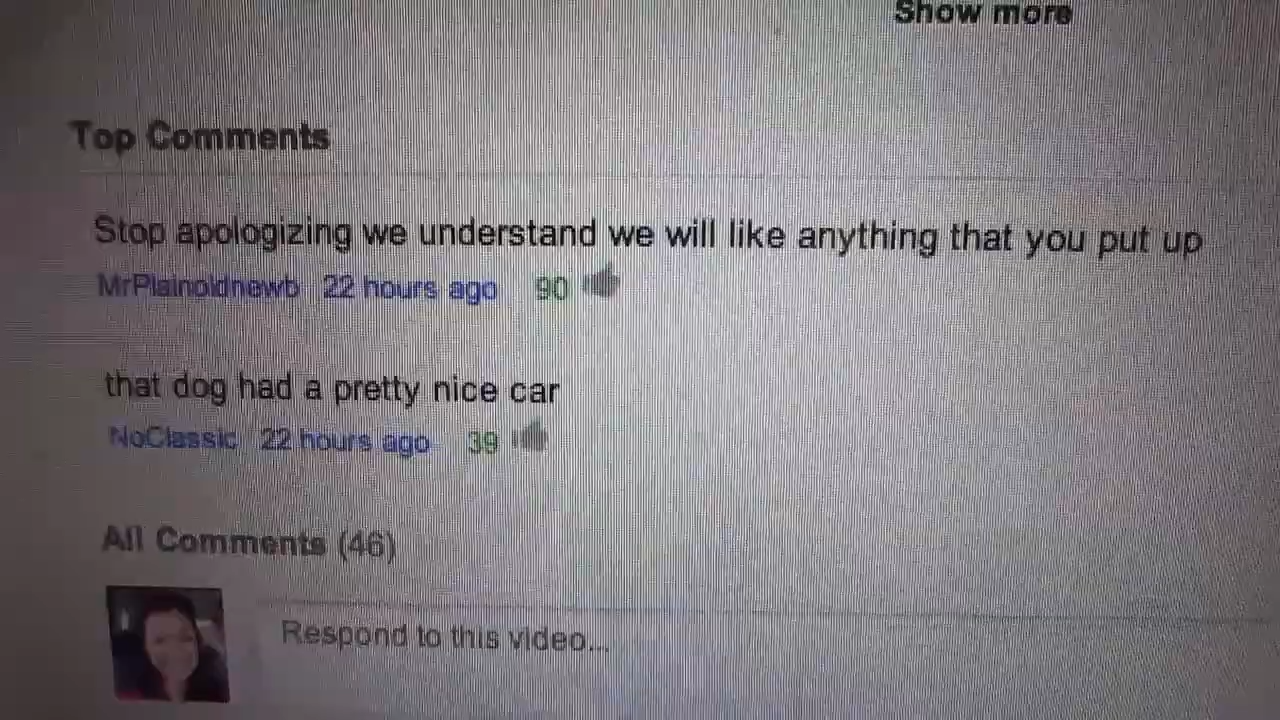 Show more
Top Comments
Stop apologizing we understand we will like anything that you put up
MrPlainoldnewb 22 hours ago 90
that dog had a pretty nice car
NoClassic 22 hours ago 39
All Comments (46)
Respond to this video...